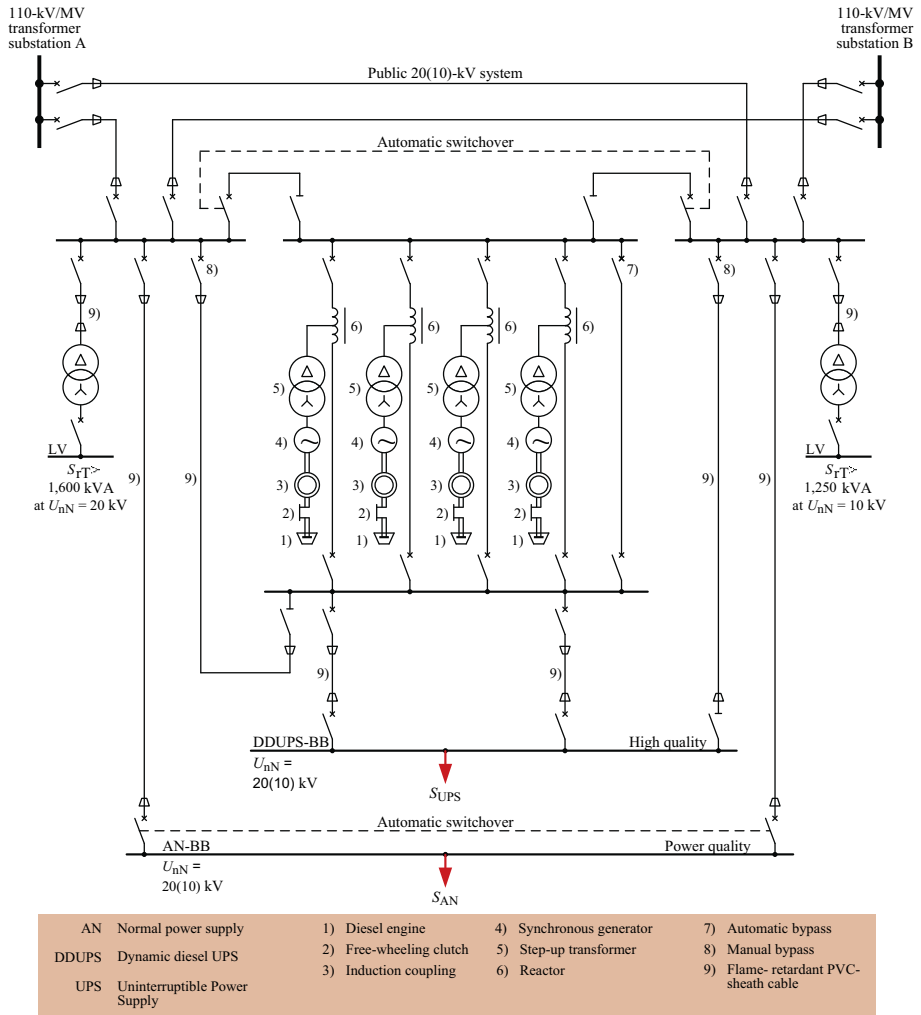 110-kV/MV
transformer
substation A
110-kV/MV
transformer
substation B
Public 20(10)-kV system
Automatic switchover
8)
7)
8)
9)
9)
6)
6)
6)
6)
5)
5)
5)
5)
4)
4)
4)
4)
LV
LV
SrT>
1,600 kVA
at UnN = 20 kV
9)
9)
3)
3)
3)
3)
9)
9)
SrT>
1,250 kVA
at UnN = 10 kV
2)
2)
2)
2)
1)
1)
1)
1)
9)
9)
DDUPS-BB
High quality
UnN =
20(10) kV
SUPS
Automatic switchover
AN-BB
Power quality
UnN =
20(10) kV
SAN
AN Normal power supply
DDUPS Dynamic diesel UPS
UPS Uninterruptible Power
Supply
1) Diesel engine
2) Free-wheeling clutch
3) Induction coupling
4) Synchronous generator
5) Step-up transformer
6) Reactor
7) Automatic bypass
8) Manual bypass
9) Flame- retardant PVC-
sheath cable